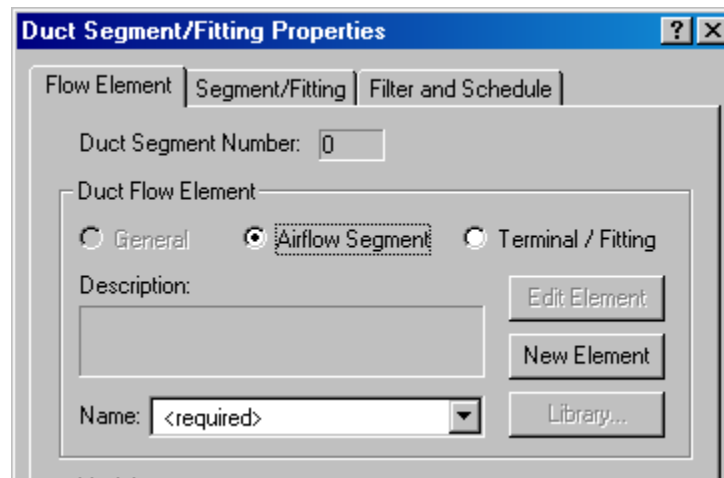 Duct Segment/Fitting Properties
Flow Element Segment/Fitting Filter and Schedule
Duct Segment Number: 0
Duct Flow Element
General Airflow Segment Terminal / Fitting
Description:
Edit Element
New Element
Name: <required>
Library...